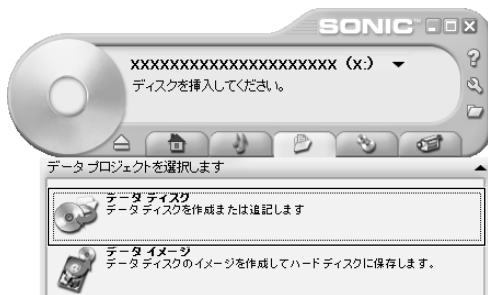 SONIC
xxxxxxxxxxxxxxxxxxxxxx (x:)
ディスクを挿入してください。
データ プロジェクトを選択します
データ ディスク
データ ディスクを作成または追記します
データ イメージ
データ ディスクのイメージを作成してハード ディスクに保存します。